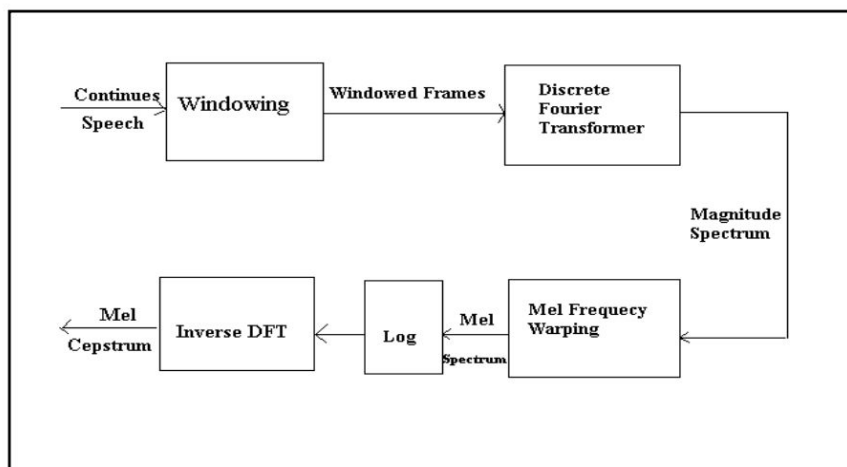 Continues
Speech
Windowing
Windowed Frames
Discrete
Fourier
Transformer
Magnitude
Spectrum
Mel Frequecy
Warping
Mel
Spectrum
Log
Inverse DFT
Mel
Cepstrum